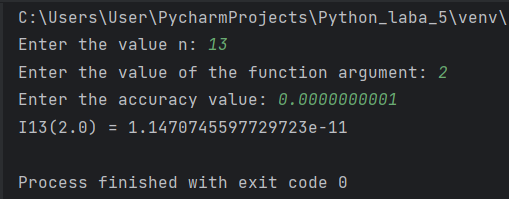 C:\Users\User\PycharmProjects\Python_laba_5\venv\
Enter the value n: 13
Enter the value of the function argument: 2
Enter the accuracy value: 0.0000000001
I13(2.0) = 1.1470745597729723e-11
Process finished with exit code 0